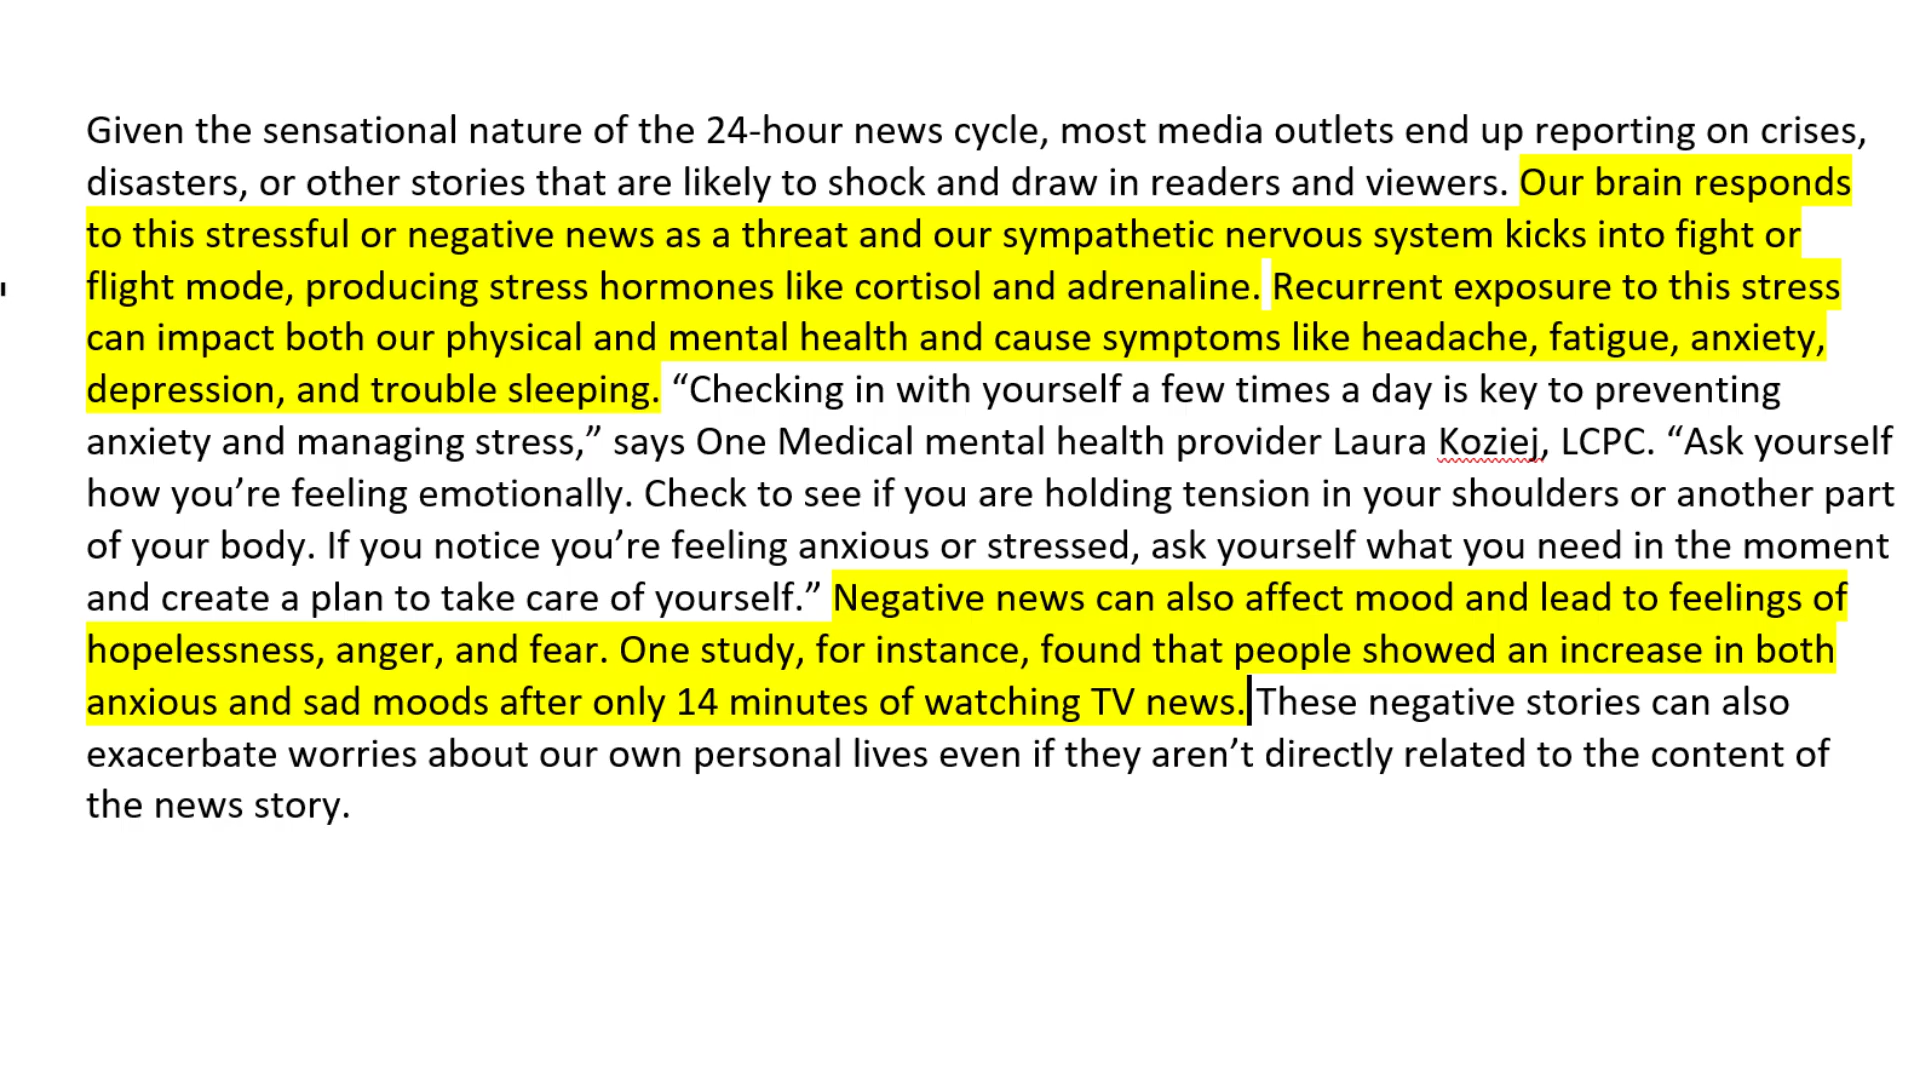 Given the sensational nature of the 24-hour news cycle, most media outlets end up reporting on crises,
disasters, or other stories that are likely to shock and draw in readers and viewers. Our brain responds
to this stressful or negative news as a threat and our sympathetic nervous system kicks into fight or
flight mode, producing stress hormones like cortisol and adrenaline. Recurrent exposure to this stress
can impact both our physical and mental health and cause symptoms like headache, fatigue, anxiety,
depression, and trouble sleeping. “Checking in with yourself a few times a day is key to preventing
anxiety and managing stress,” says One Medical mental health provider Laura Koziej, LCPC. “Ask yourself
how you’re feeling emotionally. Check to see if you are holding tension in your shoulders or another part
of your body. If you notice you’re feeling anxious or stressed, ask yourself what you need in the moment
and create a plan to take care of yourself.” Negative news can also affect mood and lead to feelings of
hopelessness, anger, and fear. One study, for instance, found that people showed an increase in both
anxious and sad moods after only 14 minutes of watching TV news. These negative stories can also
exacerbate worries about our own personal lives even if they aren’t directly related to the content of
the news story.